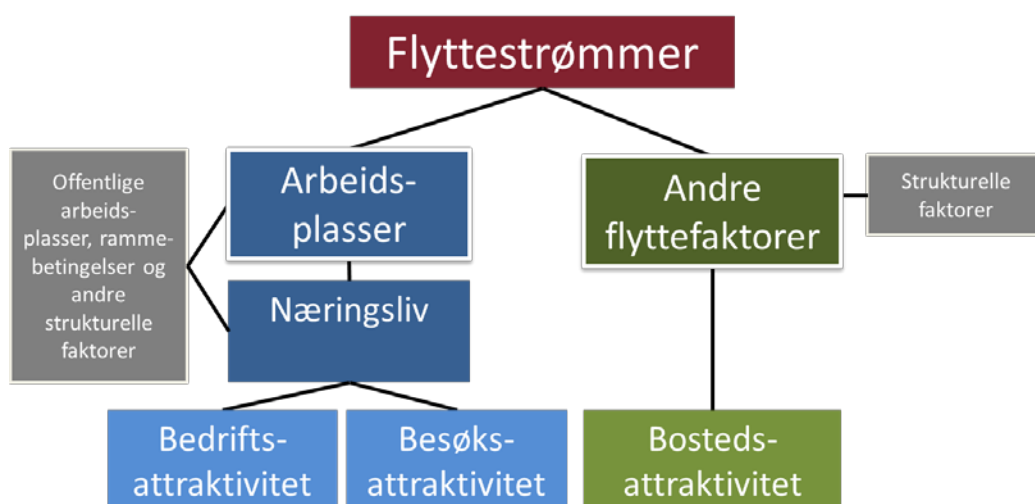 Flyttestrømmer
Offentlige
arbeids-
plasser, ramme-
betingelser og
andre
strukturelle
faktorer
Arbeids-
plasser
Andre
flyttefaktorer
Strukturelle
faktorer
Næringsliv
Bedrifts-
attraktivitet
Besøks-
attraktivitet
Bosteds-
attraktivitet